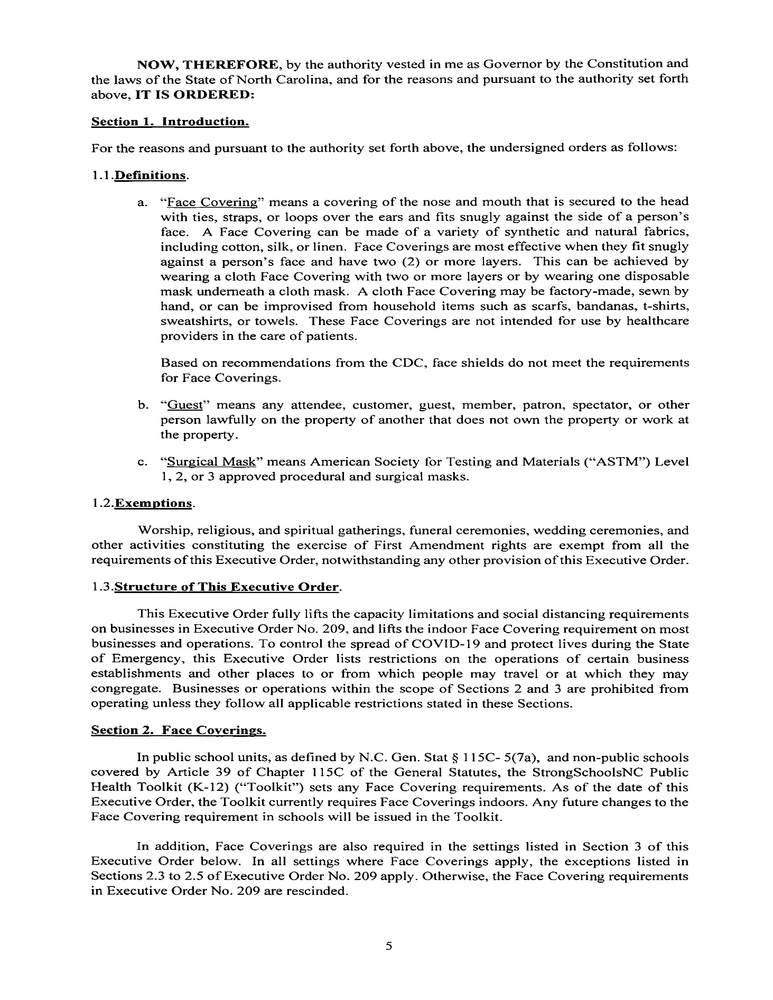 NOW, THEREFORE, by the authority vested in me as Governor by the Constitution and
the laws of the State of North Carolina, and for the reasons and pursuant to the authority set forth
above, IT IS ORDERED:
Section 1. Introduction.
For the reasons and pursuant to the authority set forth above, the undersigned orders as follows:
1.1.Definitions.
a. “Face Covering” means a covering of the nose and mouth that is secured to the head
with ties, straps, or loops over the ears and fits snugly against the side of a person’s
face. A Face Covering can be made of a variety of synthetic and natural fabrics,
including cotton, silk, or linen. Face Coverings are most effective when they fit snugly
against a person’s face and have two (2) or more layers. This can be achieved by
wearing a cloth Face Covering with two or more layers or by wearing one disposable
mask underneath a cloth mask. A cloth Face Covering may be factory-made, sewn by
hand, or can be improvised from household items such as scarfs, bandanas, t-shirts,
sweatshirts, or towels. These Face Coverings are not intended for use by healthcare
providers in the care of patients.
Based on recommendations from the CDC, face shields do not meet the requirements
for Face Coverings.
b. “Guest” means any attendee, customer, guest, member, patron, spectator, or other
person lawfully on the property of another that does not own the property or work at
the property.
c. “Surgical Mask” means American Society for Testing and Materials (“ASTM”) Level
1, 2, or 3 approved procedural and surgical masks.
1.2.Exemptions.
Worship, religious, and spiritual gatherings, funeral ceremonies, wedding ceremonies, and
other activities constituting the exercise of First Amendment rights are exempt from all the
requirements of this Executive Order, notwithstanding any other provision of this Executive Order.
1.3.Structure of This Executive Order.
This Executive Order fully lifts the capacity limitations and social distancing requirements
on businesses in Executive Order No. 209, and lifts the indoor Face Covering requirement on most
businesses and operations. To control the spread of COVID-19 and protect lives during the State
of Emergency, this Executive Order lists restrictions on the operations of certain business
establishments and other places to or from which people may travel or at which they may
congregate. Businesses or operations within the scope of Sections 2 and 3 are prohibited from
operating unless they follow all applicable restrictions stated in these Sections.
Section 2. Face Coverings.
In public school units, as defined by N.C. Gen. Stat § 115C- 5(7a), and non-public schools
covered by Article 39 of Chapter 115C of the General Statutes, the StrongSchoolsNC Public
Health Toolkit (K-12) (“Toolkit”) sets any Face Covering requirements. As of the date of this
Executive Order, the Toolkit currently requires Face Coverings indoors. Any future changes to the
Face Covering requirement in schools will be issued in the Toolkit.
In addition, Face Coverings are also required in the settings listed in Section 3 of this
Executive Order below. In all settings where Face Coverings apply, the exceptions listed in
Sections 2.3 to 2.5 of Executive Order No. 209 apply. Otherwise, the Face Covering requirements
in Executive Order No. 209 are rescinded.
5